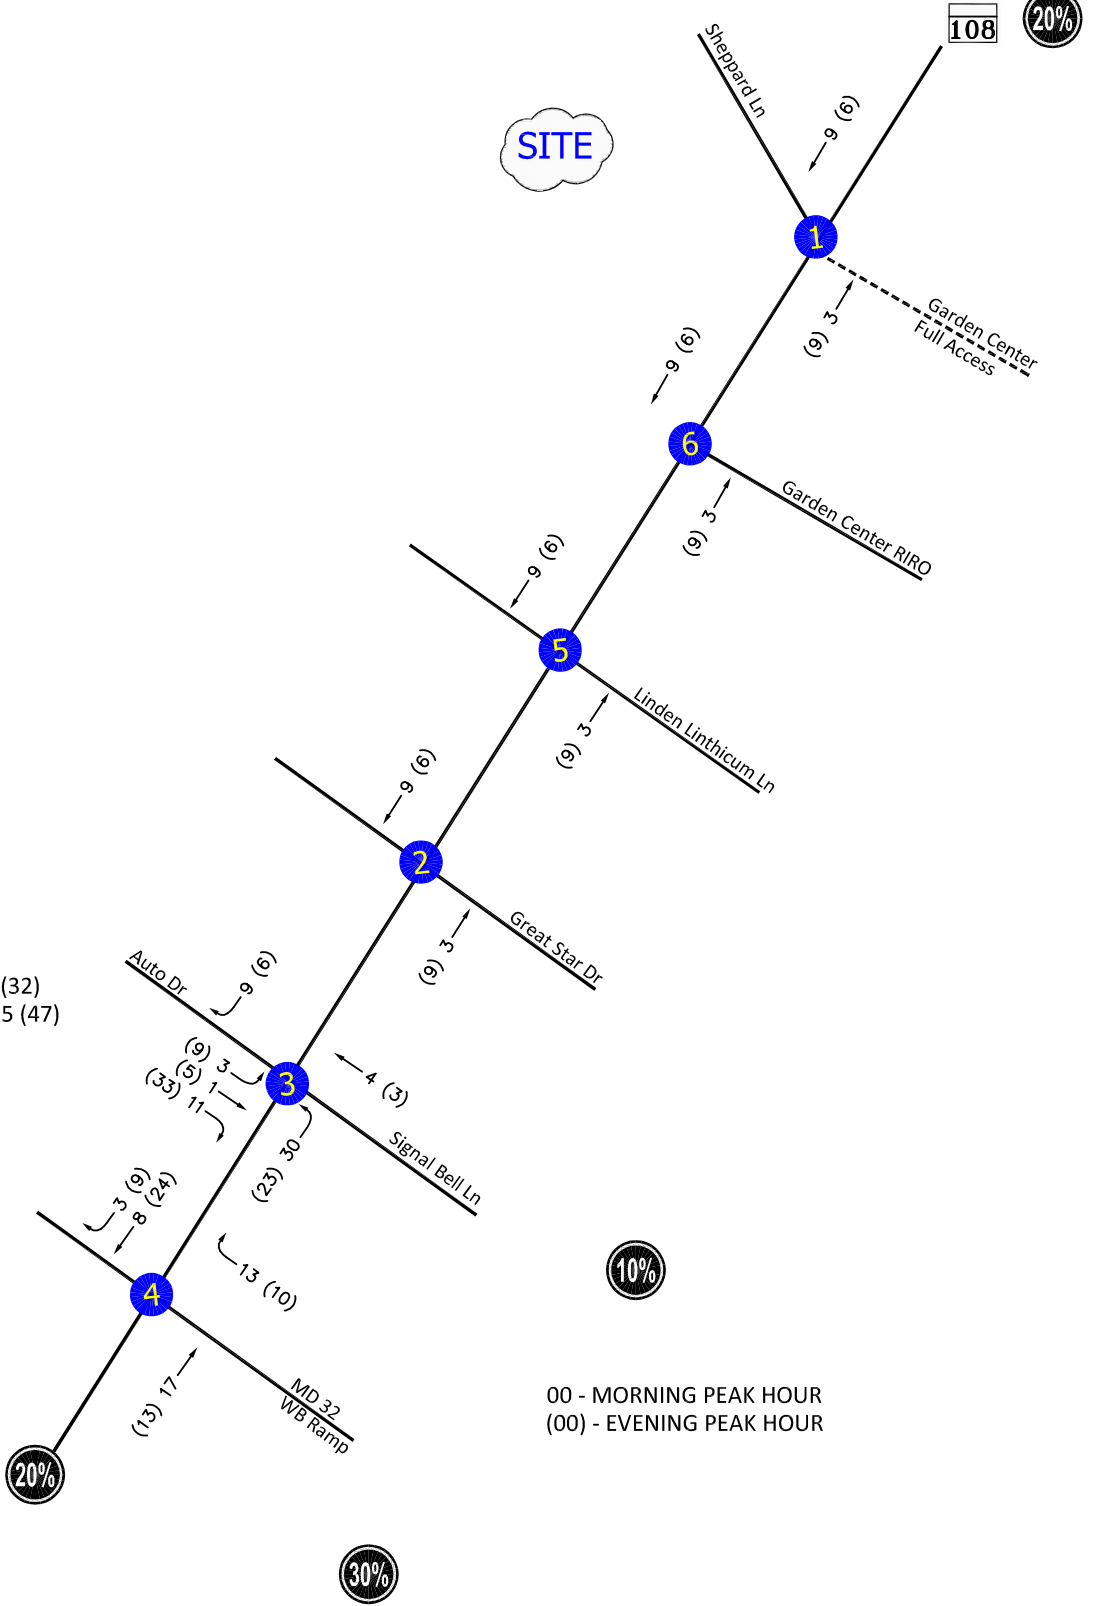 108
20%
Sheppard Ln
9 (6)
SITE
1
(9) 3
Garden Center
Full Access
9 (6)
6
(9) 3
Garden Center RIRO
9 (6)
5
(9) 3
Linden Linthicum Ln
9 (6)
2
(9) 3
Great Star Dr
Auto Dr
9 (6)
(32)
5 (47)
(9) 3
(5) 1
(33) 11
3
4 (3)
(23) 30
Signal Bell Ln
3 (9)
8 (24)
4
13 (10)
10%
(13) 17
MD 32
WB Ramp
00 - MORNING PEAK HOUR
(00) - EVENING PEAK HOUR
20%
30%